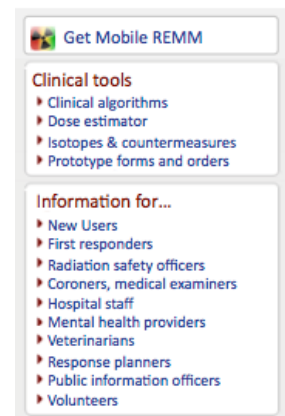 Get Mobile REMM
Clinical tools
Clinical algorithms
Dose estimator
Isotopes & countermeasures
Prototype forms and orders
Information for...
New Users
First responders
Radiation safety officers
Coroners, medical examiners
Hospital staff
Mental health providers
Veterinarians
Response planners
Public information officers
Volunteers